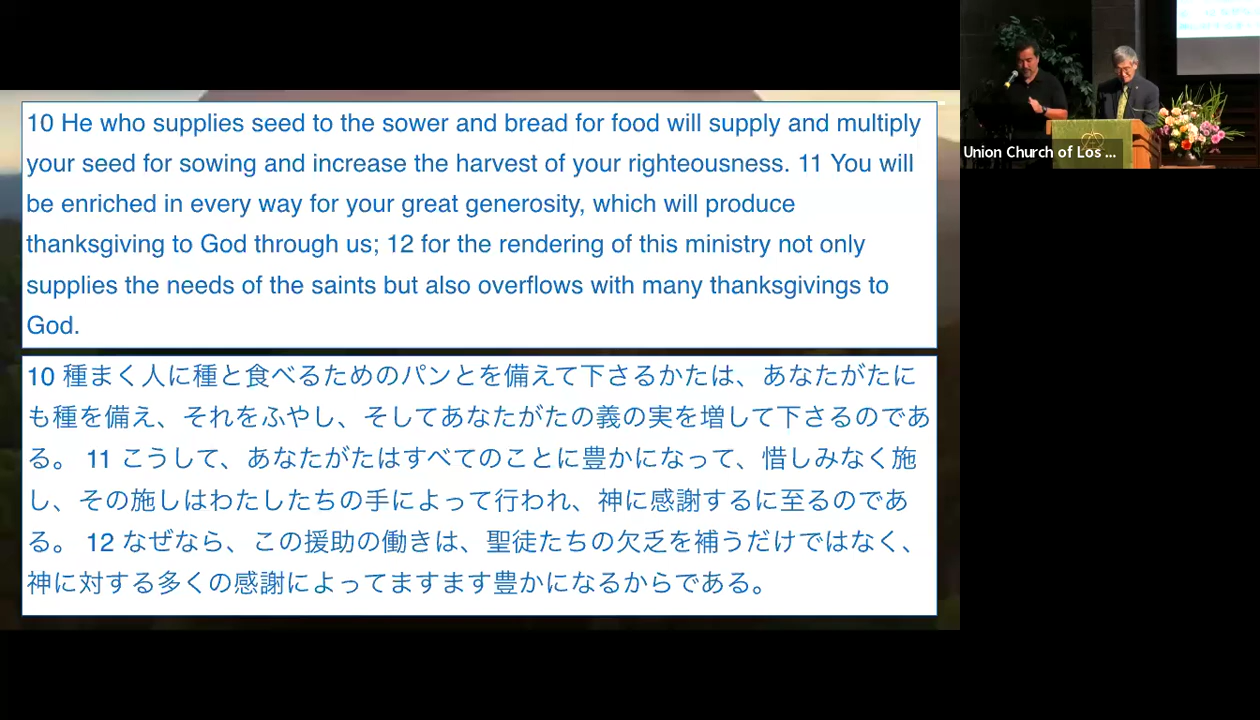 10 He who supplies seed to the sower and bread for food will supply and multiply
your seed for sowing and increase the harvest of your righteousness. 11 You will
be enriched in every way for your great generosity, which will produce
thanksgiving to God through us; 12 for the rendering of this ministry not only
supplies the needs of the saints but also overflows with many thanksgivings to
God.
10 種まく人に種と食べるためのパンとを備えて下さるかたは、あなたがたに
も種を備え、それをふやし、そしてあなたがたの義の実を増して下さるのであ
る。 11 こうして、あなたがたはすべてのことに豊かになって、惜しみなく施
し、その施しはわたしたちの手によって行われ、神に感謝するに至るのであ
る。 12 なぜなら、この援助の働きは、聖徒たちの欠乏を補うだけではなく、
神に対する多くの感謝によってますます豊かになるからである。
Union Church of Los ...